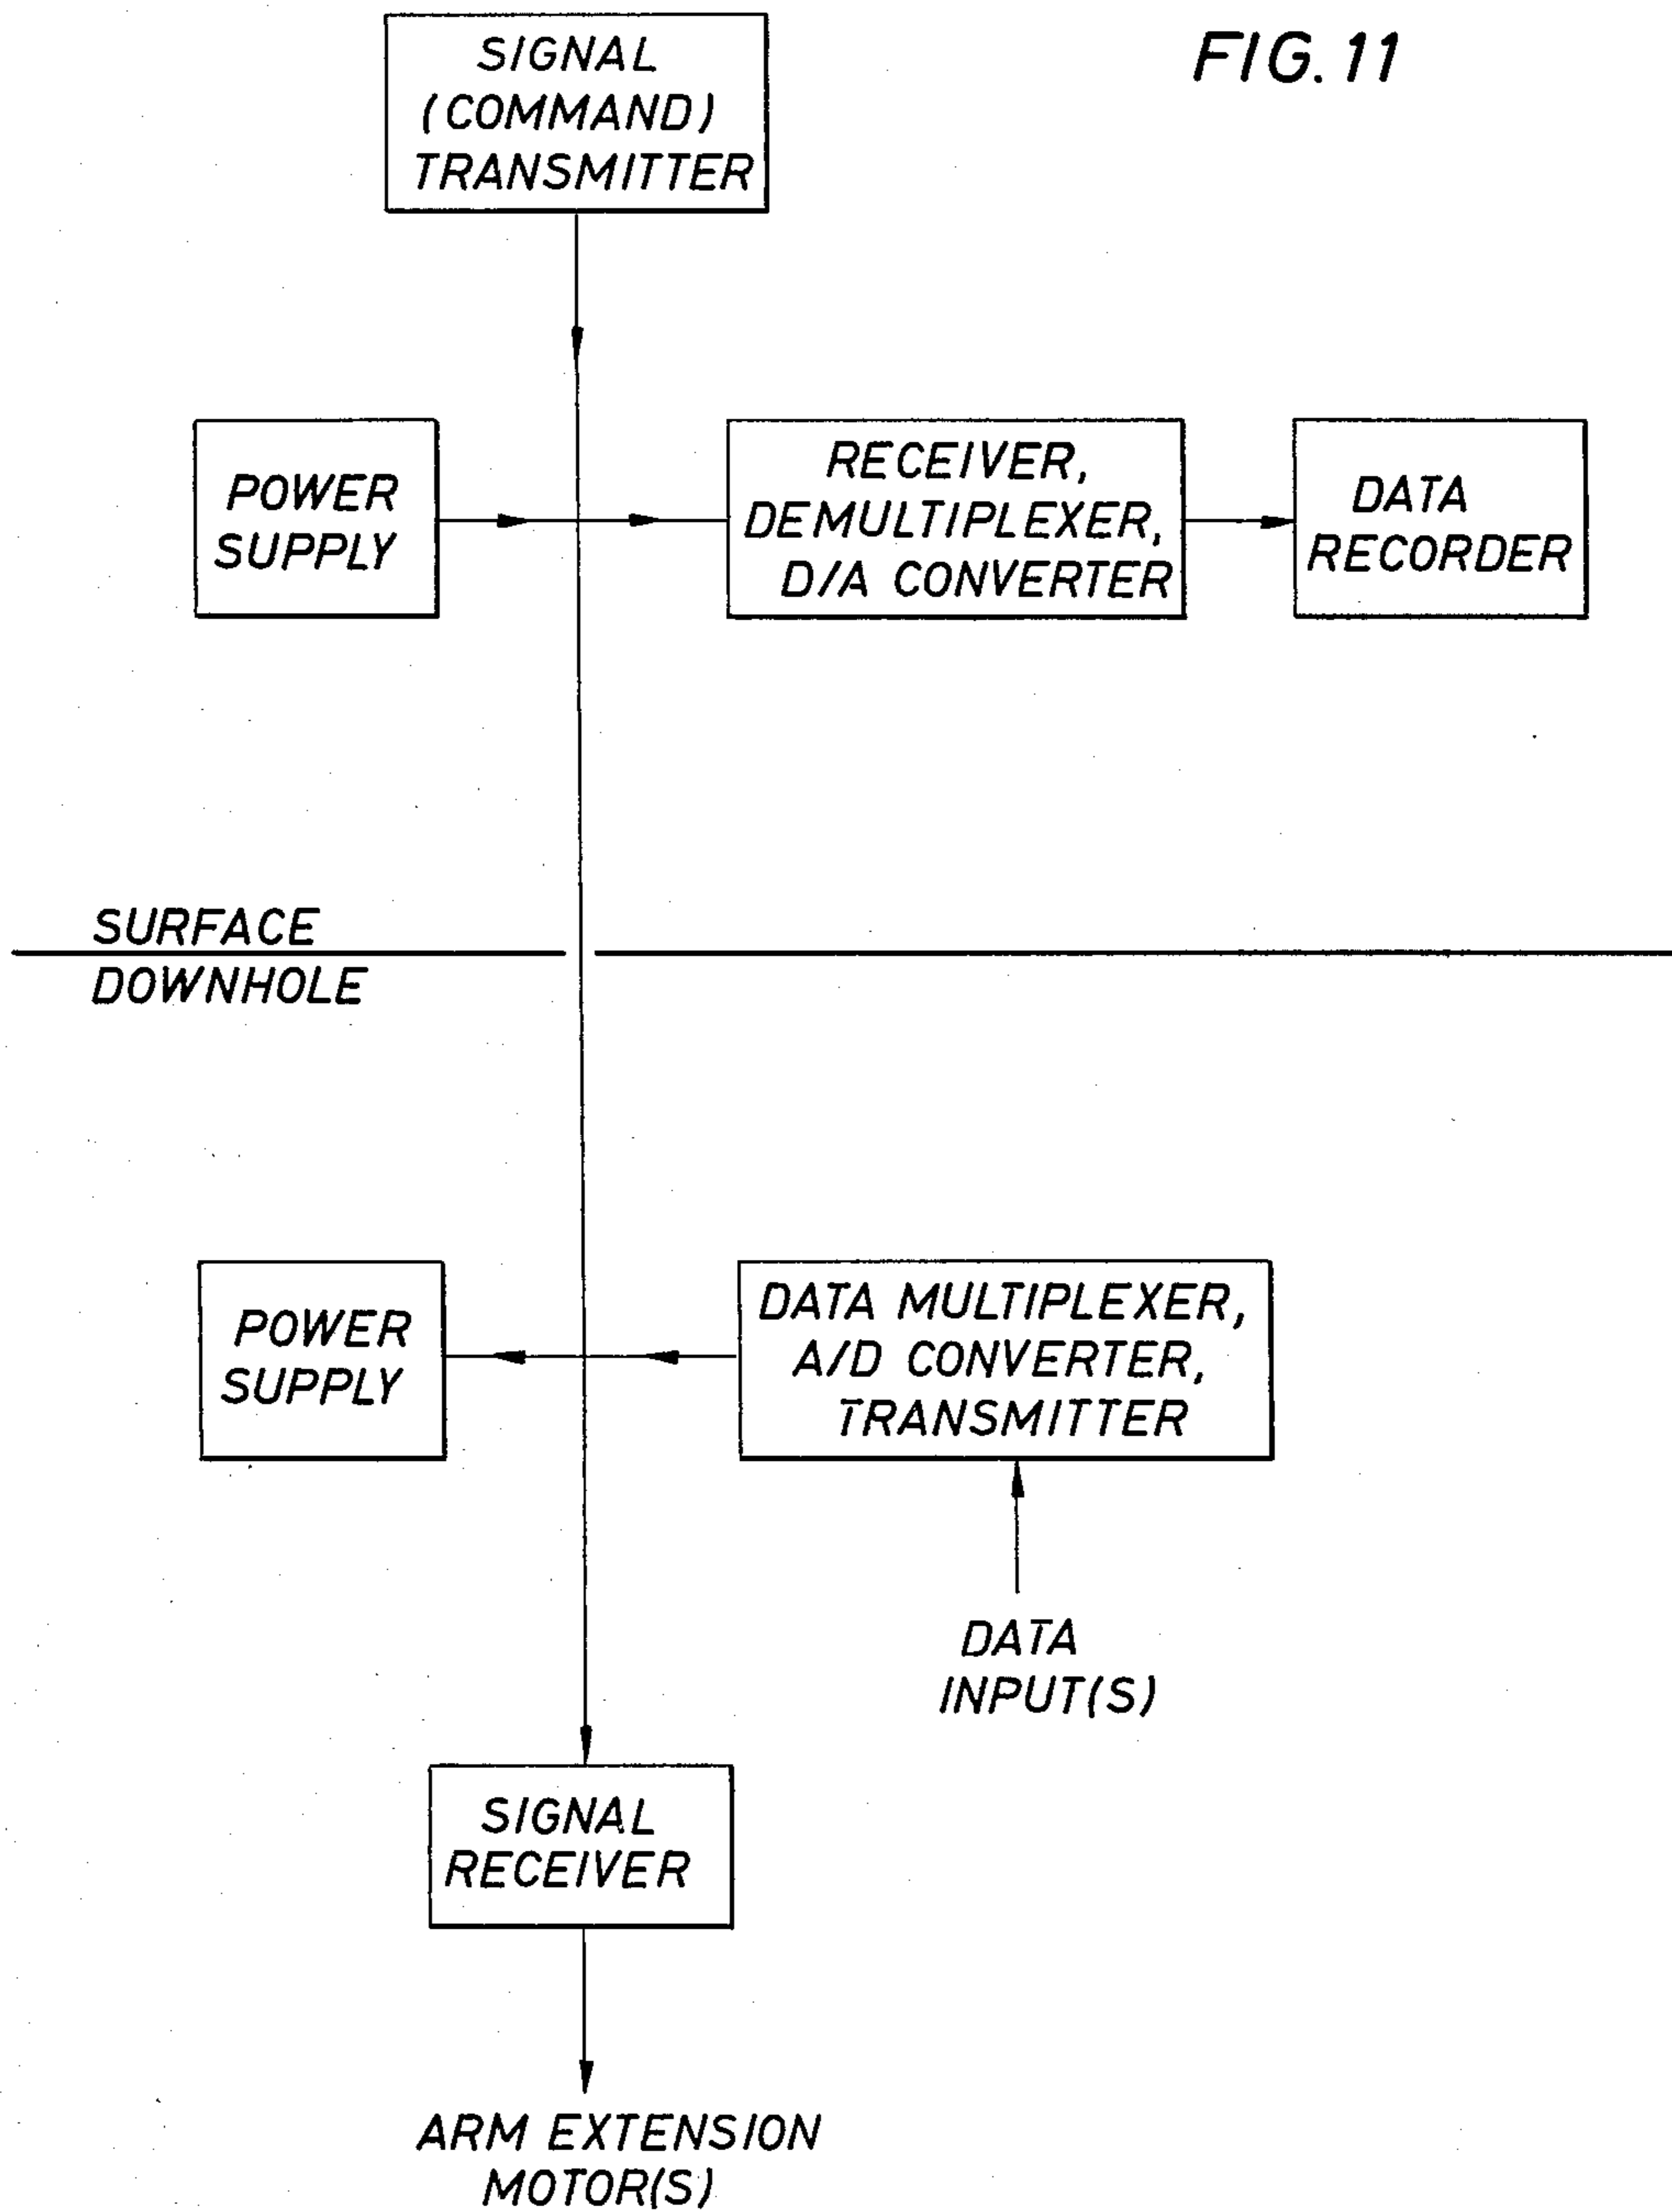 FIG. 11
SIGNAL
(COMMAND)
TRANSMITTER
POWER
SUPPLY
RECEIVER,
DEMULTIPLEXER,
D/A CONVERTER
DATA
RECORDER
SURFACE
DOWNHOLE
POWER
SUPPLY
DATA MULTIPLEXER,
A/D CONVERTER,
TRANSMITTER
DATA
INPUT(S)
SIGNAL
RECEIVER
ARM EXTENSION
MOTOR(S)